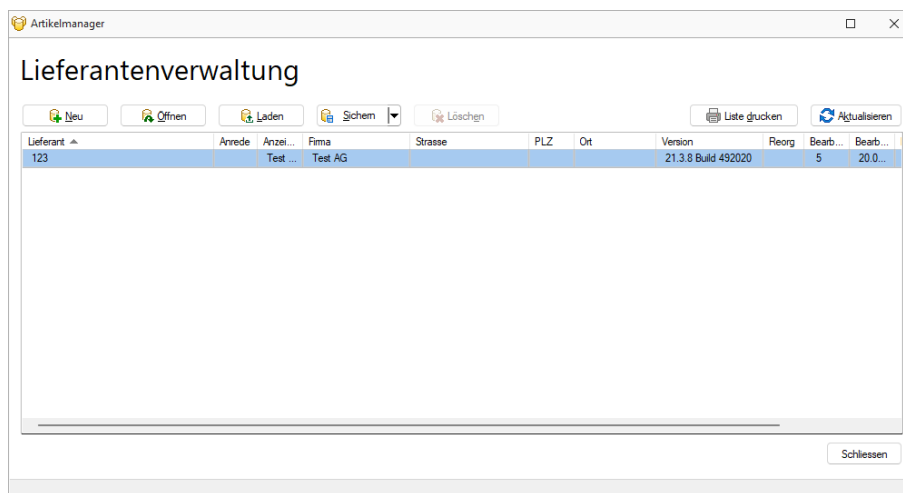 Artikelmanager
Lieferantenverwaltung
Neu Öffnen Laden Sichern Löschen Liste drucken Aktualisieren
Lieferant Anrede Anzei... Firma Strasse PLZ Ort Version Reorg Bearb... Bearb...
123 Test ... Test AG 21.3.8 Build 492020 5 20.0...
Schliessen